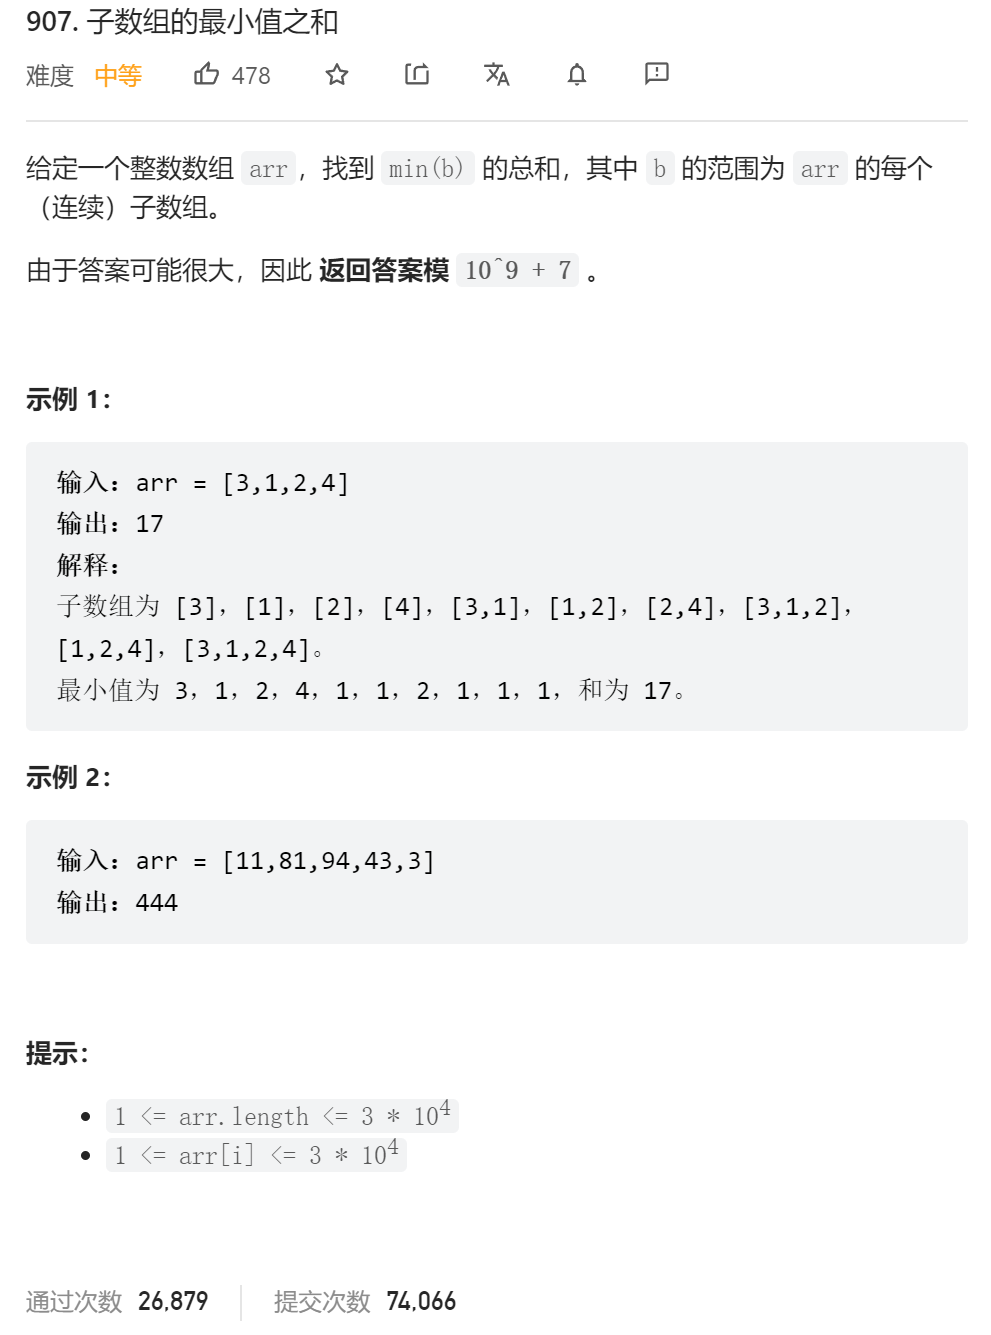 907. 子数组的最小值之和
难度 中等 478
给定一个整数数组 arr，找到 min(b) 的总和，其中 b 的范围为 arr 的每个
（连续）子数组。
由于答案可能很大，因此 返回答案模 10^9 + 7 。
示例 1：
输入：arr = [3,1,2,4]
输出：17
解释：
子数组为 [3]，[1]，[2]，[4]，[3,1]，[1,2]，[2,4]，[3,1,2]，
[1,2,4]，[3,1,2,4]。
最小值为 3，1，2，4，1，1，2，1，1，1，和为 17。
示例 2：
输入：arr = [11,81,94,43,3]
输出：444
提示：
• 1 <= arr.length <= 3 * 10⁴
• 1 <= arr[i] <= 3 * 10⁴
通过次数 26,879 提交次数 74,066